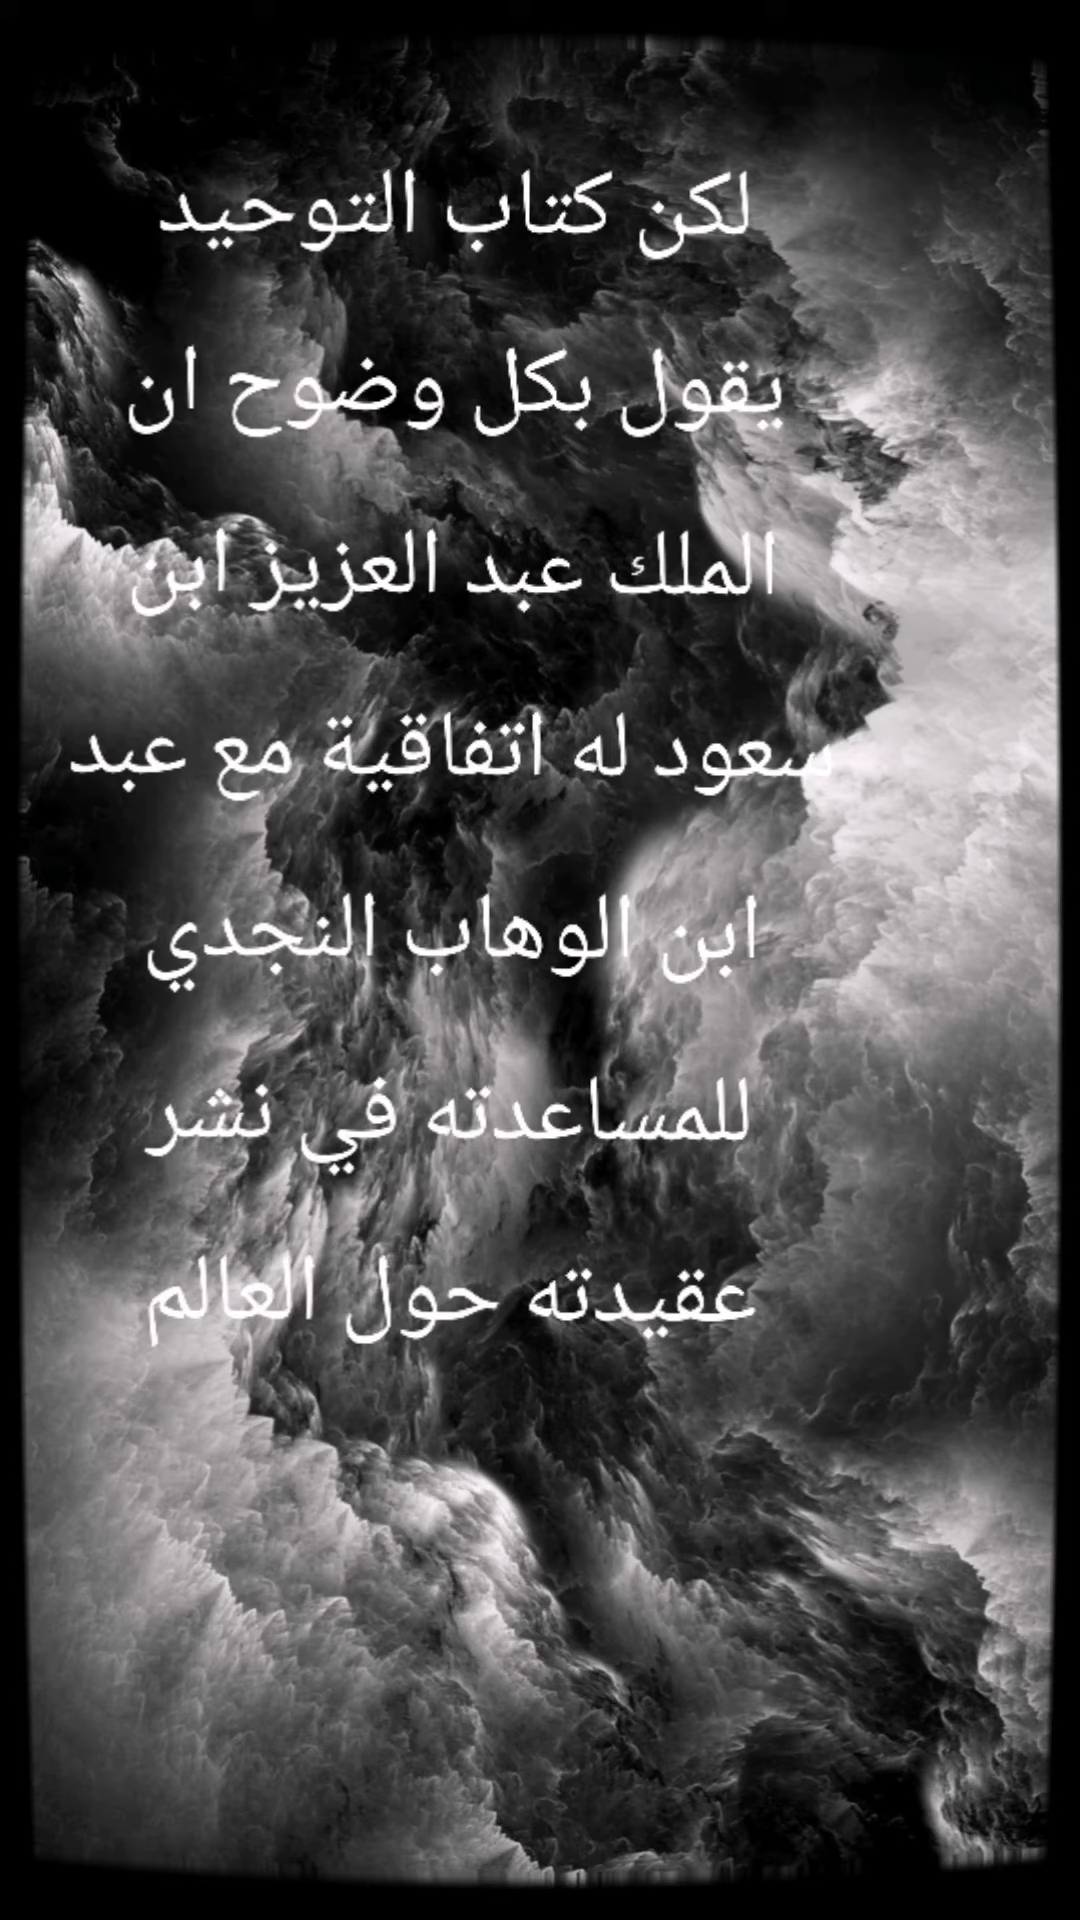 لكن كتاب التوحيد
يقول بكل وضوح ان
الملك عبد العزيز ابن
سعود له اتفاقية مع عبد
ابن الوهاب النجدي
للمساعدته في نشر
عقيدته حول العالم